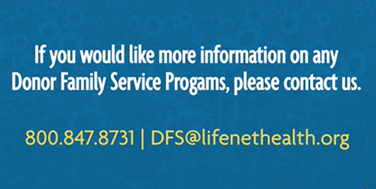 If you would like more information on any
Donor Family Service Progams, please contact us.
800.847.8731 | DFS@lifenethealth.org